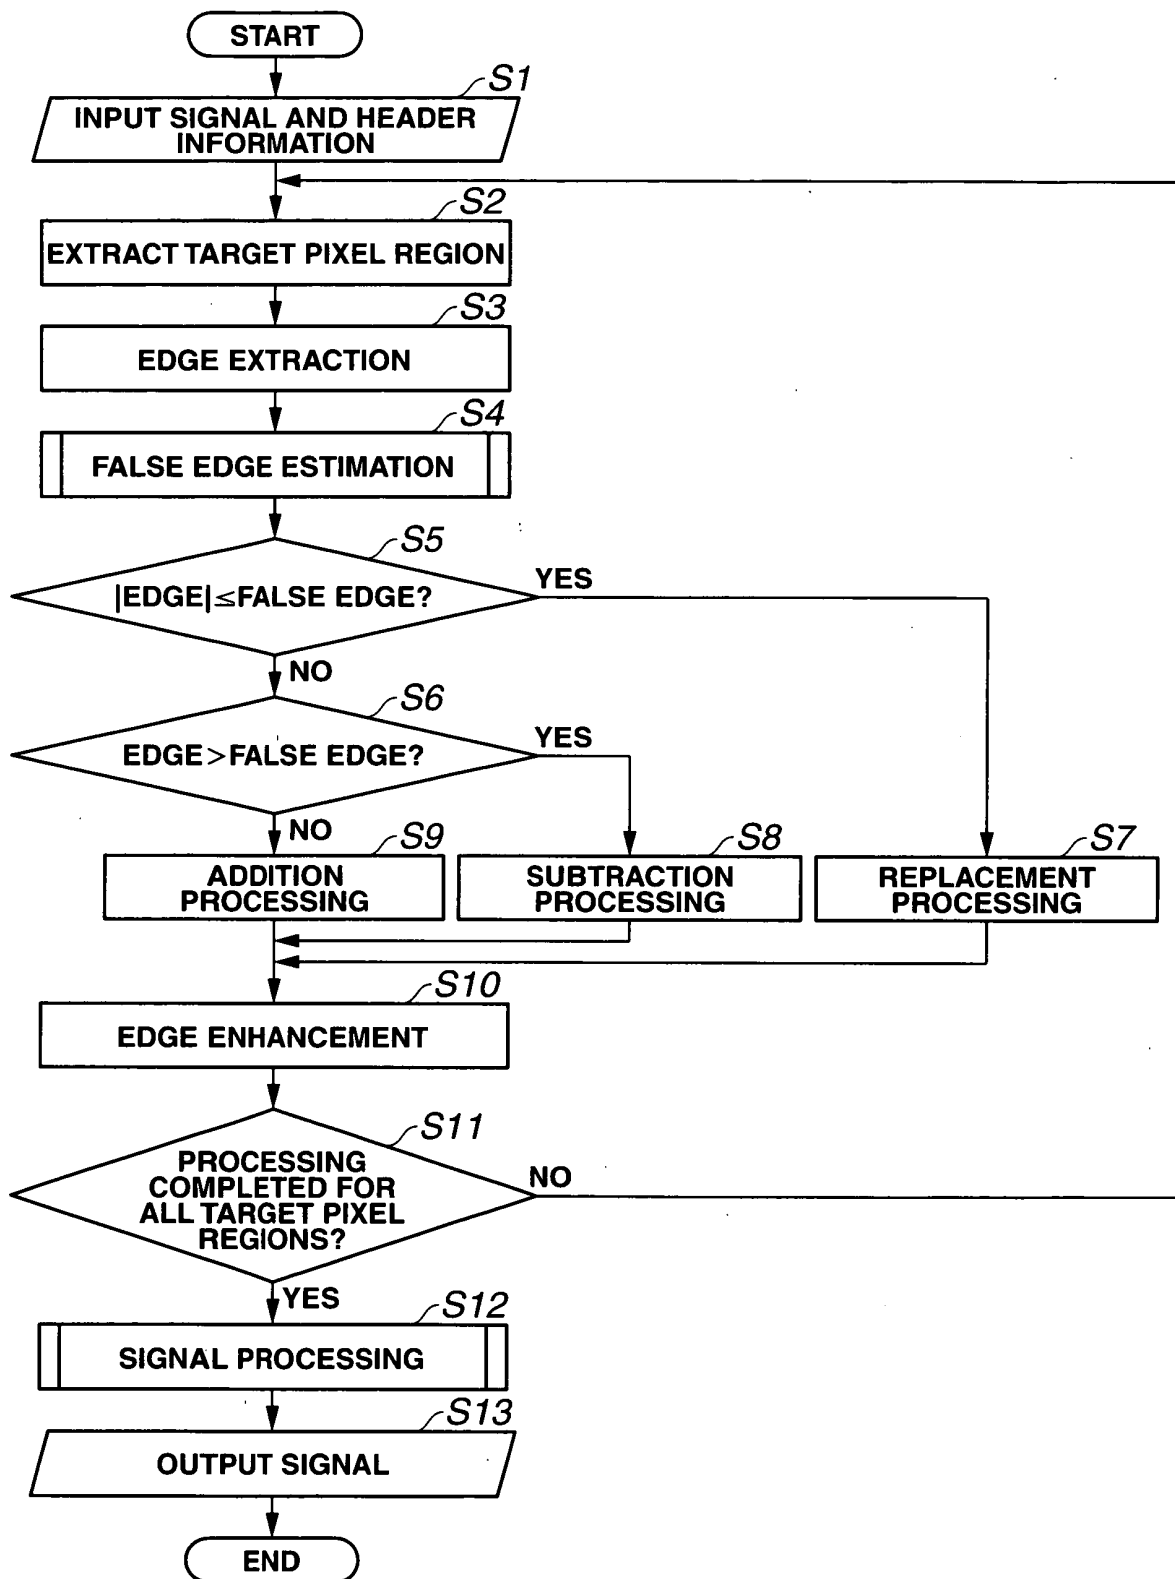 START
S1
INPUT SIGNAL AND HEADER
INFORMATION
S2
EXTRACT TARGET PIXEL REGION
S3
EDGE EXTRACTION
S4
FALSE EDGE ESTIMATION
S5
|EDGE|≤FALSE EDGE?
YES
NO
S6
EDGE>FALSE EDGE?
YES
NO
S9
ADDITION
PROCESSING
S8
SUBTRACTION
PROCESSING
S7
REPLACEMENT
PROCESSING
S10
EDGE ENHANCEMENT
S11
PROCESSING
COMPLETED FOR
ALL TARGET PIXEL
REGIONS?
NO
YES
S12
SIGNAL PROCESSING
S13
OUTPUT SIGNAL
END